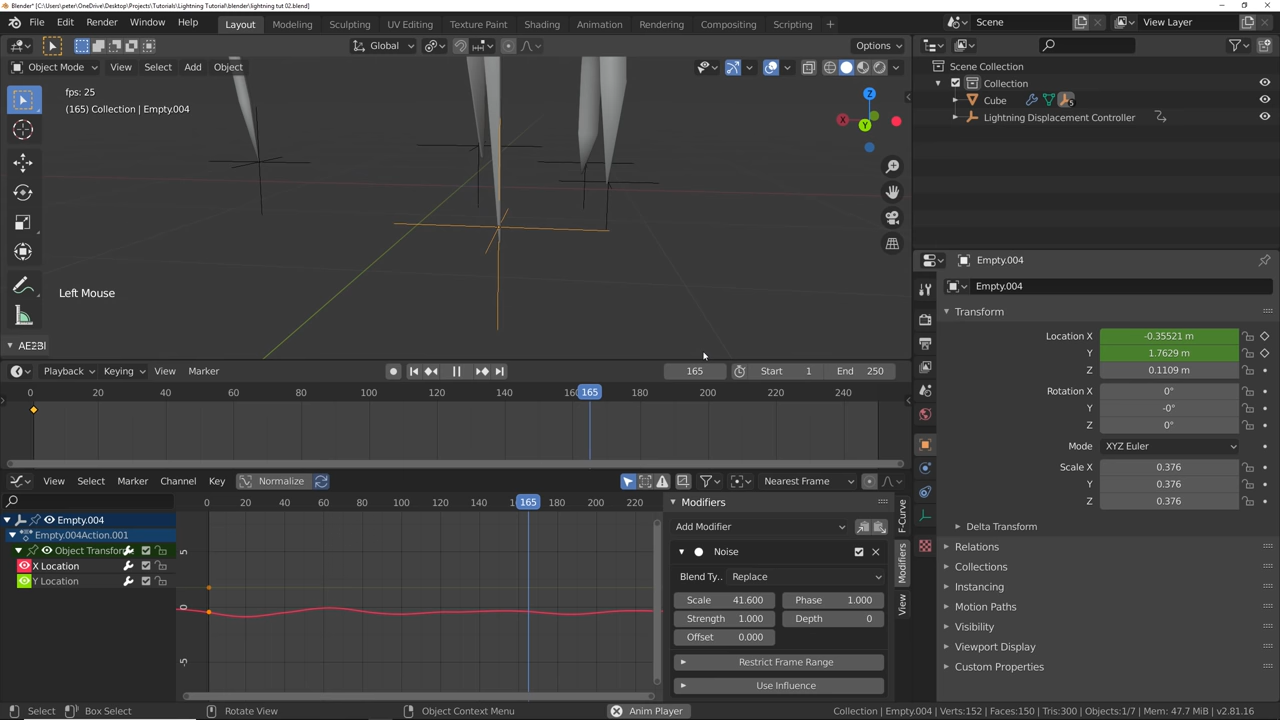 Blender* [C:\Users\peter\OneDrive\Desktop\Projects\Tutorials\Lightning Tutorial\blender\lightning tut 02.blend]
File Edit Render Window Help Layout Modeling Sculpting UV Editing Texture Paint Shading Animation Rendering Compositing Scripting + Scene View Layer
Global Options
Object Mode View Select Add Object
fps: 25
(165) Collection | Empty.004
Z
X
Y
Left Mouse
Scene Collection
Collection
Cube 5
Lightning Displacement Controller
Empty.004
Empty.004
Transform
Location X -0.35521 m
Y 1.7629 m
Z 0.1109 m
Rotation X 0°
Y -0°
Z 0°
Mode XYZ Euler
Scale X 0.376
Y 0.376
Z 0.376
Delta Transform
Relations
Collections
Instancing
Motion Paths
Visibility
Viewport Display
Custom Properties
Playback Keying View Marker 165 Start 1 End 250
0 20 40 60 80 100 120 140 165 180 200 220 240
View Select Marker Channel Key Normalize Nearest Frame
0 20 40 60 80 100 120 140 165 180 200 220
Empty.004
Empty.004Action.001
Object Transform
X Location
Y Location
5
0
-5
Modifiers
Add Modifier
Noise
Blend Ty.. Replace
Scale 41.600 Phase 1.000
Strength 1.000 Depth 0
Offset 0.000
Restrict Frame Range
Use Influence
F-Curve
Modifiers
View
Select Box Select Rotate View Object Context Menu Anim Player Collection | Empty.004 | Verts:152 | Faces:150 | Tris:300 | Objects:1/7 | Mem: 47.7 MiB | v2.81.16